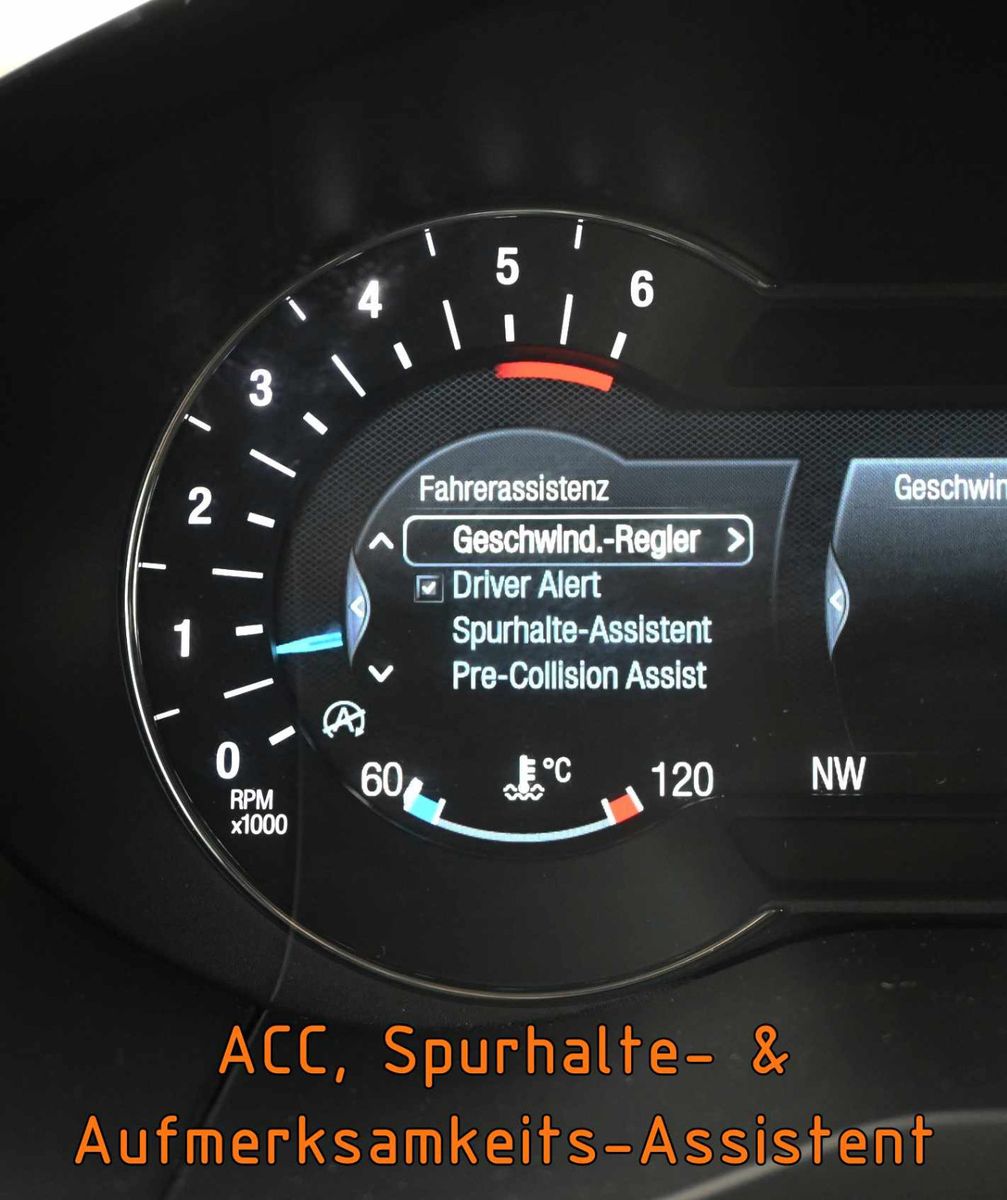 5
6
4
3
2
1
0
RPM
x1000
Fahrerassistenz
Geschwind.-Regler
Driver Alert
Spurhalte-Assistent
Pre-Collision Assist
A
60
°C
120
Geschwin
NW
ACC, Spurhalte- &
Aufmerksamkeits-Assistent